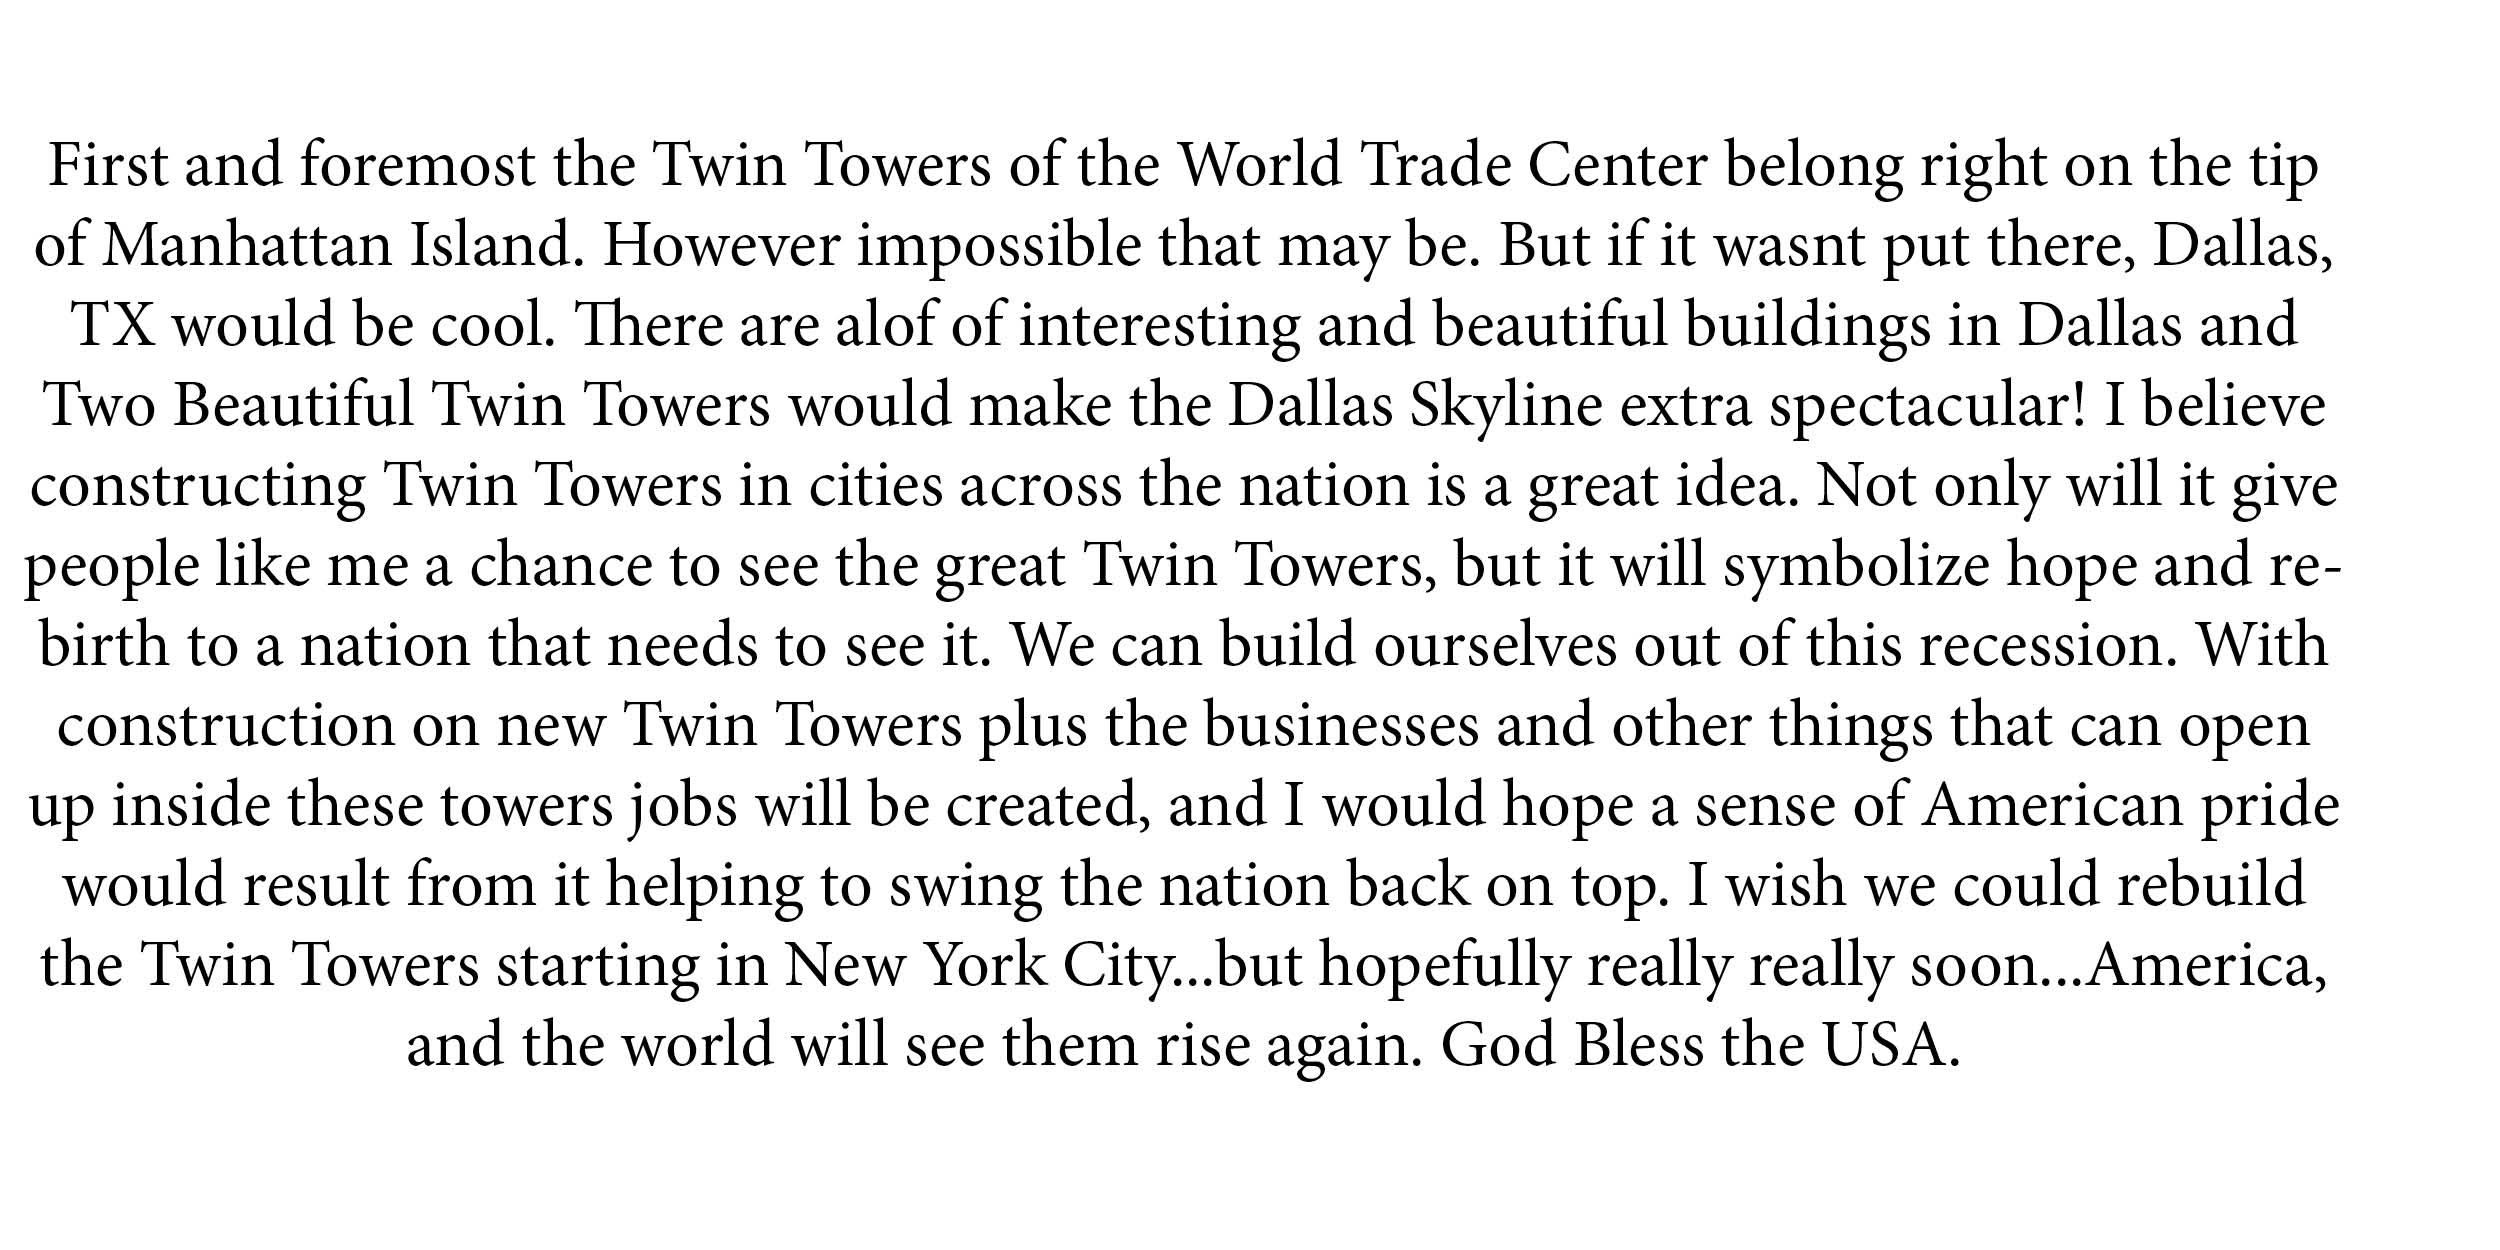 First and foremost the Twin Towers of the World Trade Center belong right on the tip
of Manhattan Island. However impossible that may be. But if it wasnt put there, Dallas,
TX would be cool. There are alof of interesting and beautiful buildings in Dallas and
Two Beautiful Twin Towers would make the Dallas Skyline extra spectacular! I believe
constructing Twin Towers in cities across the nation is a great idea. Not only will it give
people like me a chance to see the great Twin Towers, but it will symbolize hope and re-
birth to a nation that needs to see it. We can build ourselves out of this recession. With
construction on new Twin Towers plus the businesses and other things that can open
up inside these towers jobs will be created, and I would hope a sense of American pride
would result from it helping to swing the nation back on top. I wish we could rebuild
the Twin Towers starting in New York City...but hopefully really really soon...America,
and the world will see them rise again. God Bless the USA.